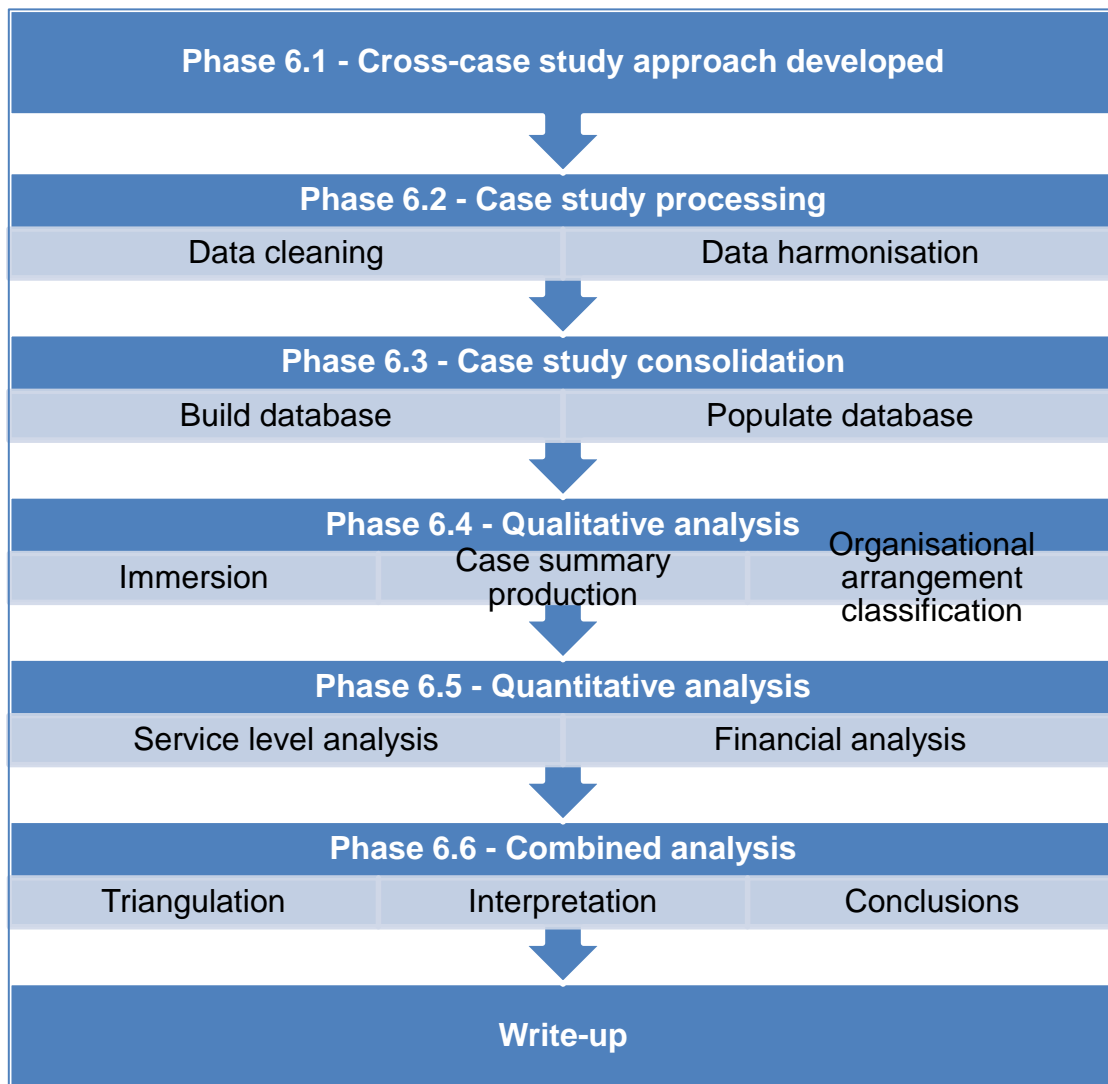 Phase 6.1 - Cross-case study approach developed
Phase 6.2 - Case study processing
Data cleaning
Data harmonisation
Phase 6.3 - Case study consolidation
Build database
Populate database
Phase 6.4 - Qualitative analysis
Immersion
Case summary
production
Organisational
arrangement
classification
Phase 6.5 - Quantitative analysis
Service level analysis
Financial analysis
Phase 6.6 - Combined analysis
Triangulation
Interpretation
Conclusions
Write-up